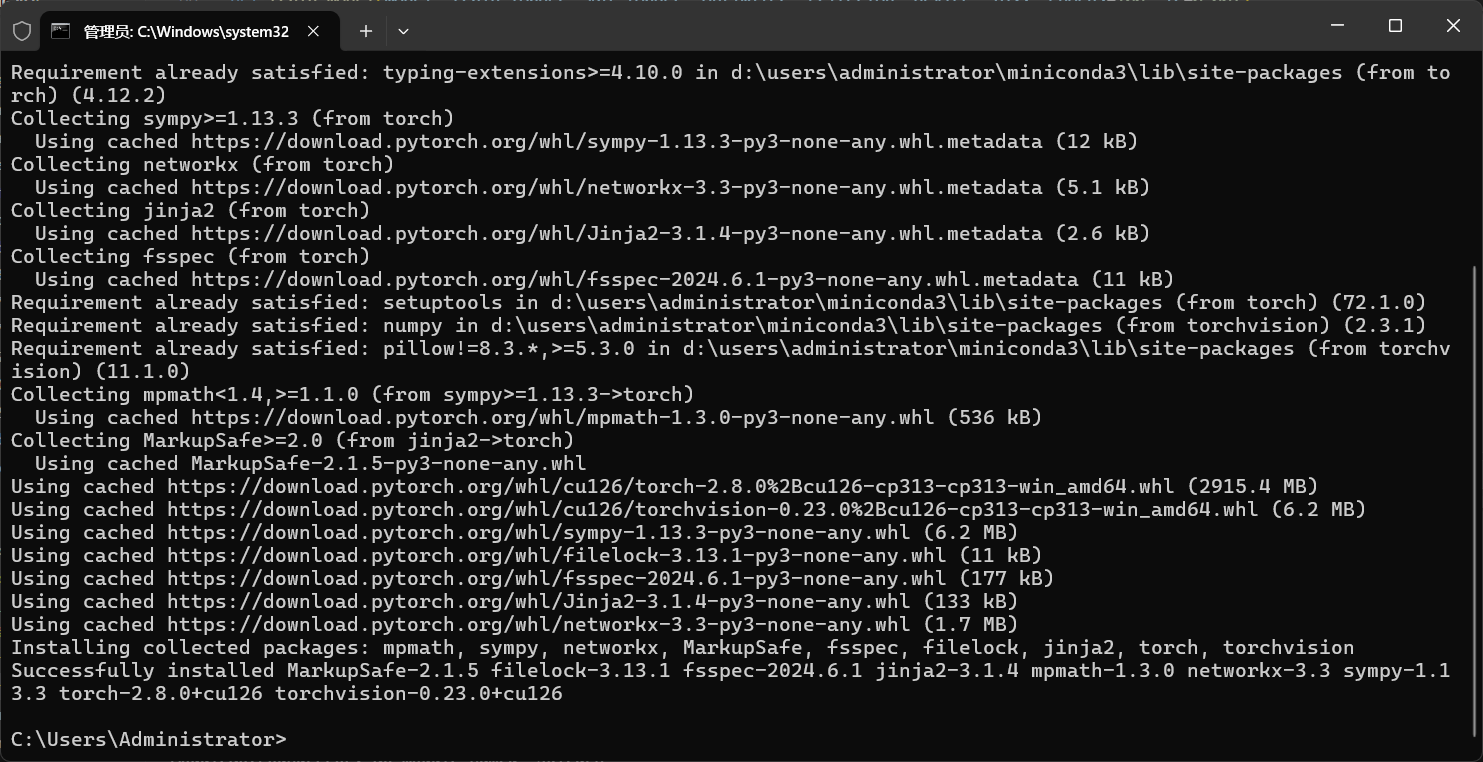 管理员: C:\Windows\system32
Requirement already satisfied: typing-extensions>=4.10.0 in d:\users\administrator\miniconda3\lib\site-packages (from to
rch) (4.12.2)
Collecting sympy>=1.13.3 (from torch)
  Using cached https://download.pytorch.org/whl/sympy-1.13.3-py3-none-any.whl.metadata (12 kB)
Collecting networkx (from torch)
  Using cached https://download.pytorch.org/whl/networkx-3.3-py3-none-any.whl.metadata (5.1 kB)
Collecting jinja2 (from torch)
  Using cached https://download.pytorch.org/whl/Jinja2-3.1.4-py3-none-any.whl.metadata (2.6 kB)
Collecting fsspec (from torch)
  Using cached https://download.pytorch.org/whl/fsspec-2024.6.1-py3-none-any.whl.metadata (11 kB)
Requirement already satisfied: setuptools in d:\users\administrator\miniconda3\lib\site-packages (from torch) (72.1.0)
Requirement already satisfied: numpy in d:\users\administrator\miniconda3\lib\site-packages (from torchvision) (2.3.1)
Requirement already satisfied: pillow!=8.3.*,>=5.3.0 in d:\users\administrator\miniconda3\lib\site-packages (from torchv
ision) (11.1.0)
Collecting mpmath<1.4,>=1.1.0 (from sympy>=1.13.3->torch)
  Using cached https://download.pytorch.org/whl/mpmath-1.3.0-py3-none-any.whl (536 kB)
Collecting MarkupSafe>=2.0 (from jinja2->torch)
  Using cached MarkupSafe-2.1.5-py3-none-any.whl
Using cached https://download.pytorch.org/whl/cu126/torch-2.8.0%2Bcu126-cp313-cp313-win_amd64.whl (2915.4 MB)
Using cached https://download.pytorch.org/whl/cu126/torchvision-0.23.0%2Bcu126-cp313-cp313-win_amd64.whl (6.2 MB)
Using cached https://download.pytorch.org/whl/sympy-1.13.3-py3-none-any.whl (6.2 MB)
Using cached https://download.pytorch.org/whl/filelock-3.13.1-py3-none-any.whl (11 kB)
Using cached https://download.pytorch.org/whl/fsspec-2024.6.1-py3-none-any.whl (177 kB)
Using cached https://download.pytorch.org/whl/Jinja2-3.1.4-py3-none-any.whl (133 kB)
Using cached https://download.pytorch.org/whl/networkx-3.3-py3-none-any.whl (1.7 MB)
Installing collected packages: mpmath, sympy, networkx, MarkupSafe, fsspec, filelock, jinja2, torch, torchvision
Successfully installed MarkupSafe-2.1.5 filelock-3.13.1 fsspec-2024.6.1 jinja2-3.1.4 mpmath-1.3.0 networkx-3.3 sympy-1.1
3.3 torch-2.8.0+cu126 torchvision-0.23.0+cu126
C:\Users\Administrator>